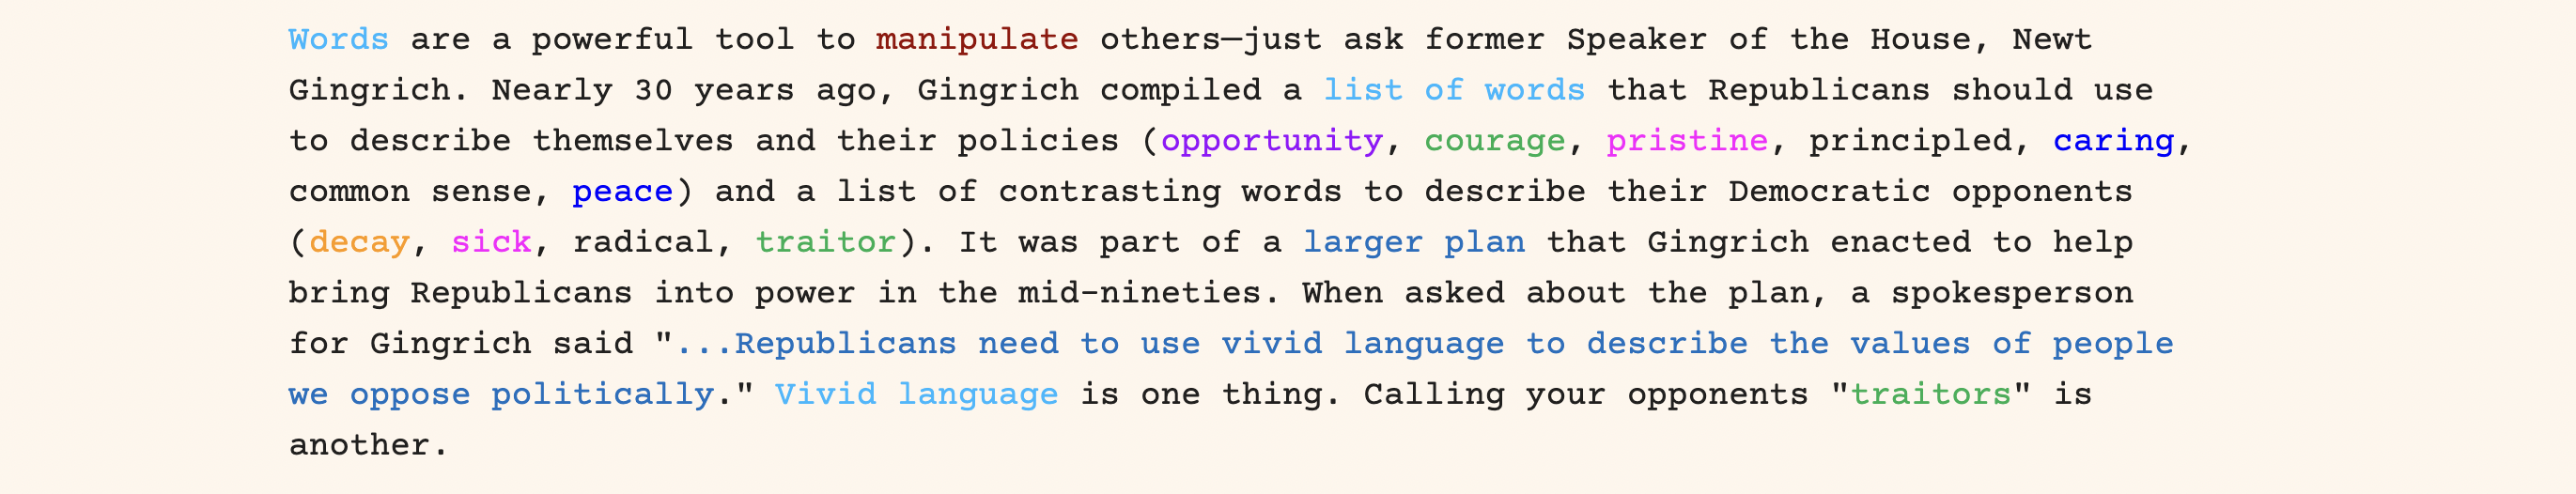 Words are a powerful tool to manipulate others—just ask former Speaker of the House, Newt
Gingrich. Nearly 30 years ago, Gingrich compiled a list of words that Republicans should use
to describe themselves and their policies (opportunity, courage, pristine, principled, caring,
common sense, peace) and a list of contrasting words to describe their Democratic opponents
(decay, sick, radical, traitor). It was part of a larger plan that Gingrich enacted to help
bring Republicans into power in the mid-nineties. When asked about the plan, a spokesperson
for Gingrich said "...Republicans need to use vivid language to describe the values of people
we oppose politically." Vivid language is one thing. Calling your opponents "traitors" is
another.